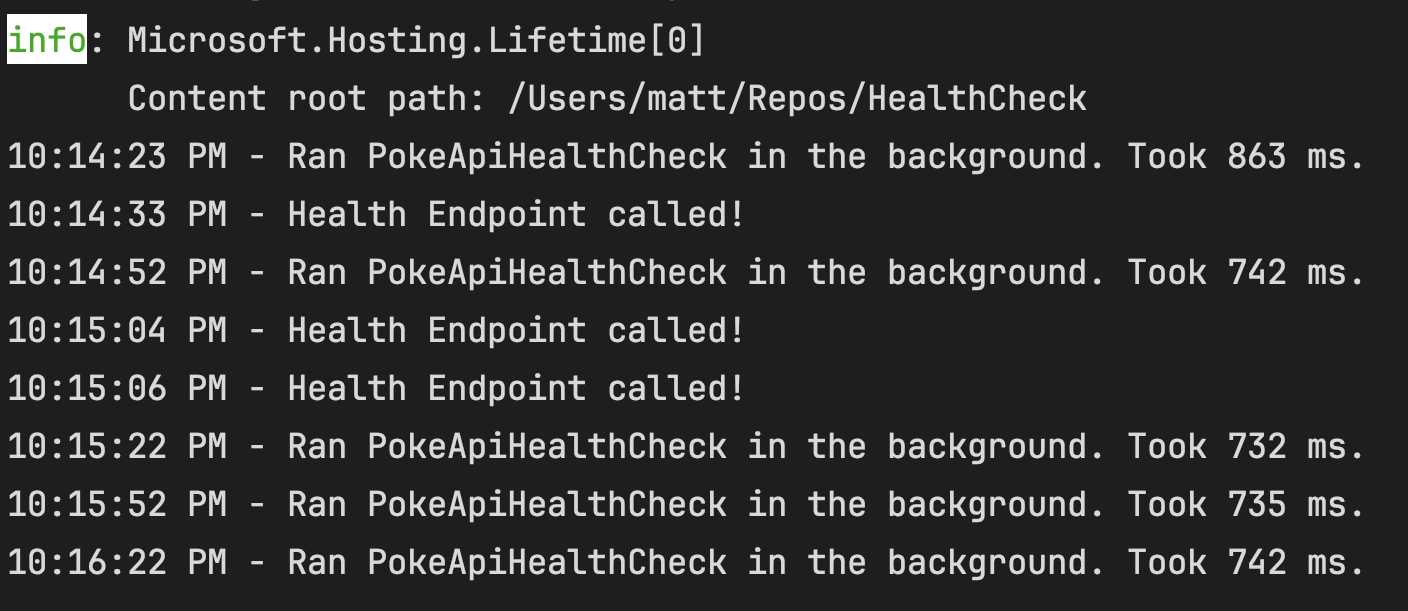 info: Microsoft.Hosting.Lifetime[0]
Content root path: /Users/matt/Repos/HealthCheck
10:14:23 PM - Ran PokeApiHealthCheck in the background. Took 863 ms.
10:14:33 PM - Health Endpoint called!
10:14:52 PM - Ran PokeApiHealthCheck in the background. Took 742 ms.
10:15:04 PM - Health Endpoint called!
10:15:06 PM - Health Endpoint called!
10:15:22 PM - Ran PokeApiHealthCheck in the background. Took 732 ms.
10:15:52 PM - Ran PokeApiHealthCheck in the background. Took 735 ms.
10:16:22 PM - Ran PokeApiHealthCheck in the background. Took 742 ms.